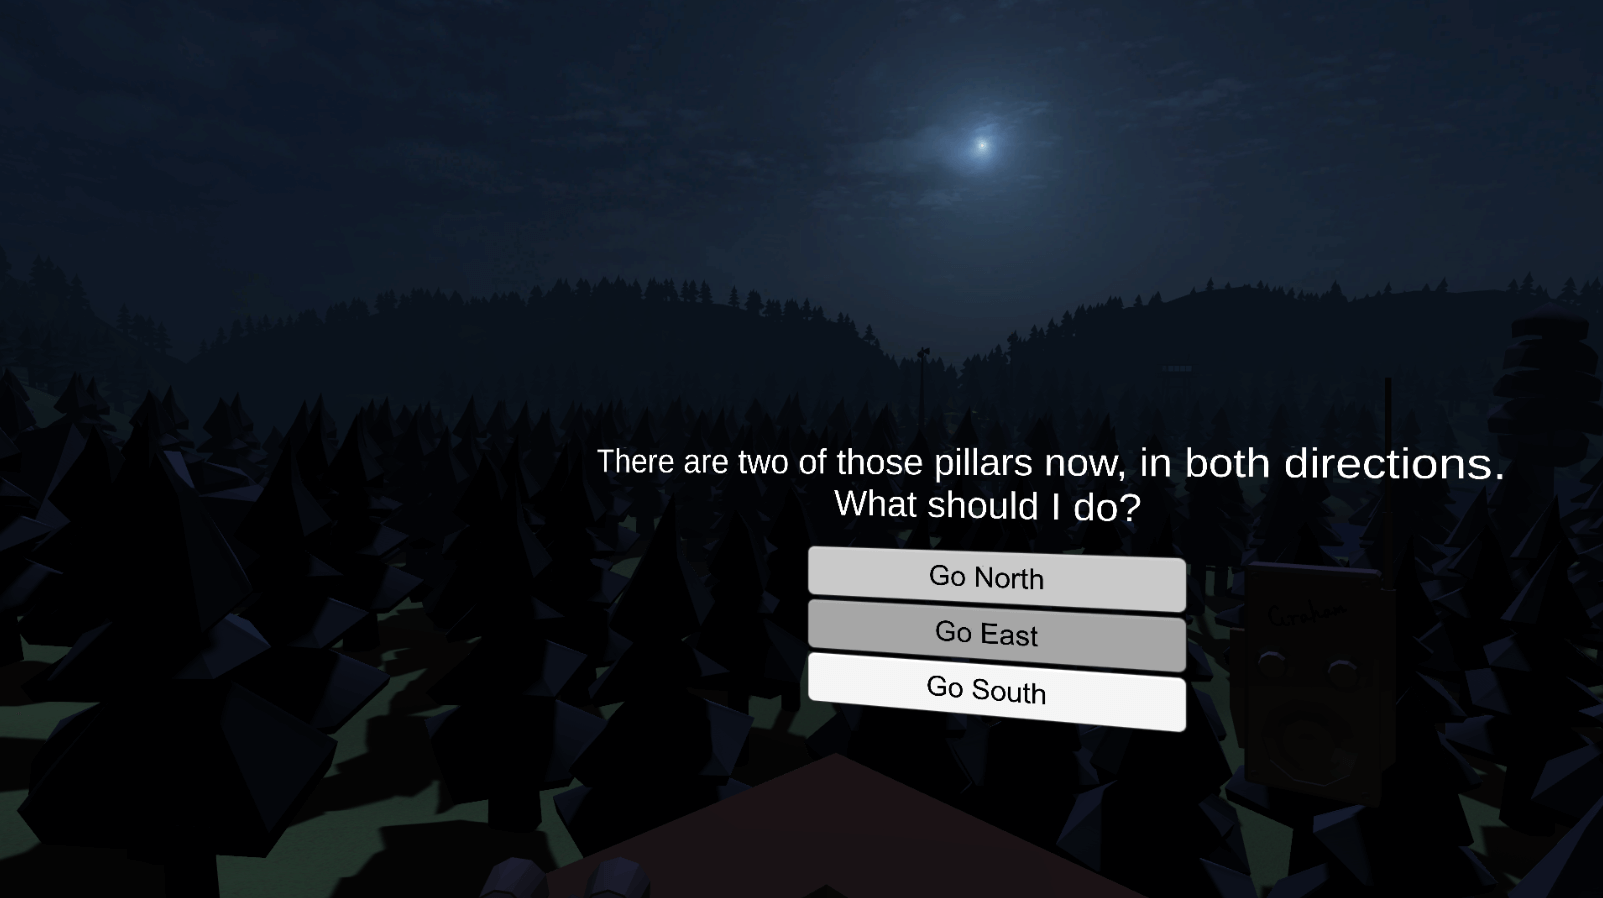 There are two of those pillars now, in both directions.
What should I do?
Go North
Go East
Go South